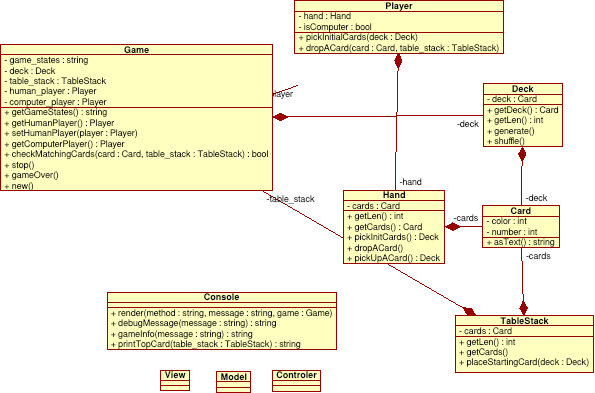 Player
- hand : Hand
- isComputer : bool
+ pickInitialCards(deck : Deck)
+ dropACard(card : Card, table_stack : TableStack)
Game
- game_states : string
- deck : Deck
- table_stack : TableStack
- human_player : Player
- computer_player : Player
+ getGameStates() : string
+ getHumanPlayer() : Player
+ setHumanPlayer(player : Player)
+ getComputerPlayer() : Player
+ checkMatchingCards(card : Card, table_stack : TableStack) : bool
+ stop()
+ gameOver()
+ new()
layer
-deck
Deck
- deck : Card
+ getDeck() : Card
+ getLen() : int
+ generate()
+ shuffle()
-hand
-table_stack
-deck
Hand
- cards : Card
+ getLen() : int
+ getCards() : Card
+ pickInitCards() : Deck
+ dropACard()
+ pickUpACard() : Deck
-cards
Card
- color : int
- number : int
+ asText() : string
-cards
Console
+ render(method : string, message : string, game : Game)
+ debugMessage(message : string) : string
+ gameInfo(message : string) : string
+ printTopCard(table_stack : TableStack) : string
TableStack
- cards : Card
+ getLen() : int
+ getCards()
+ placeStartingCard(deck : Deck)
View
Model
Controler